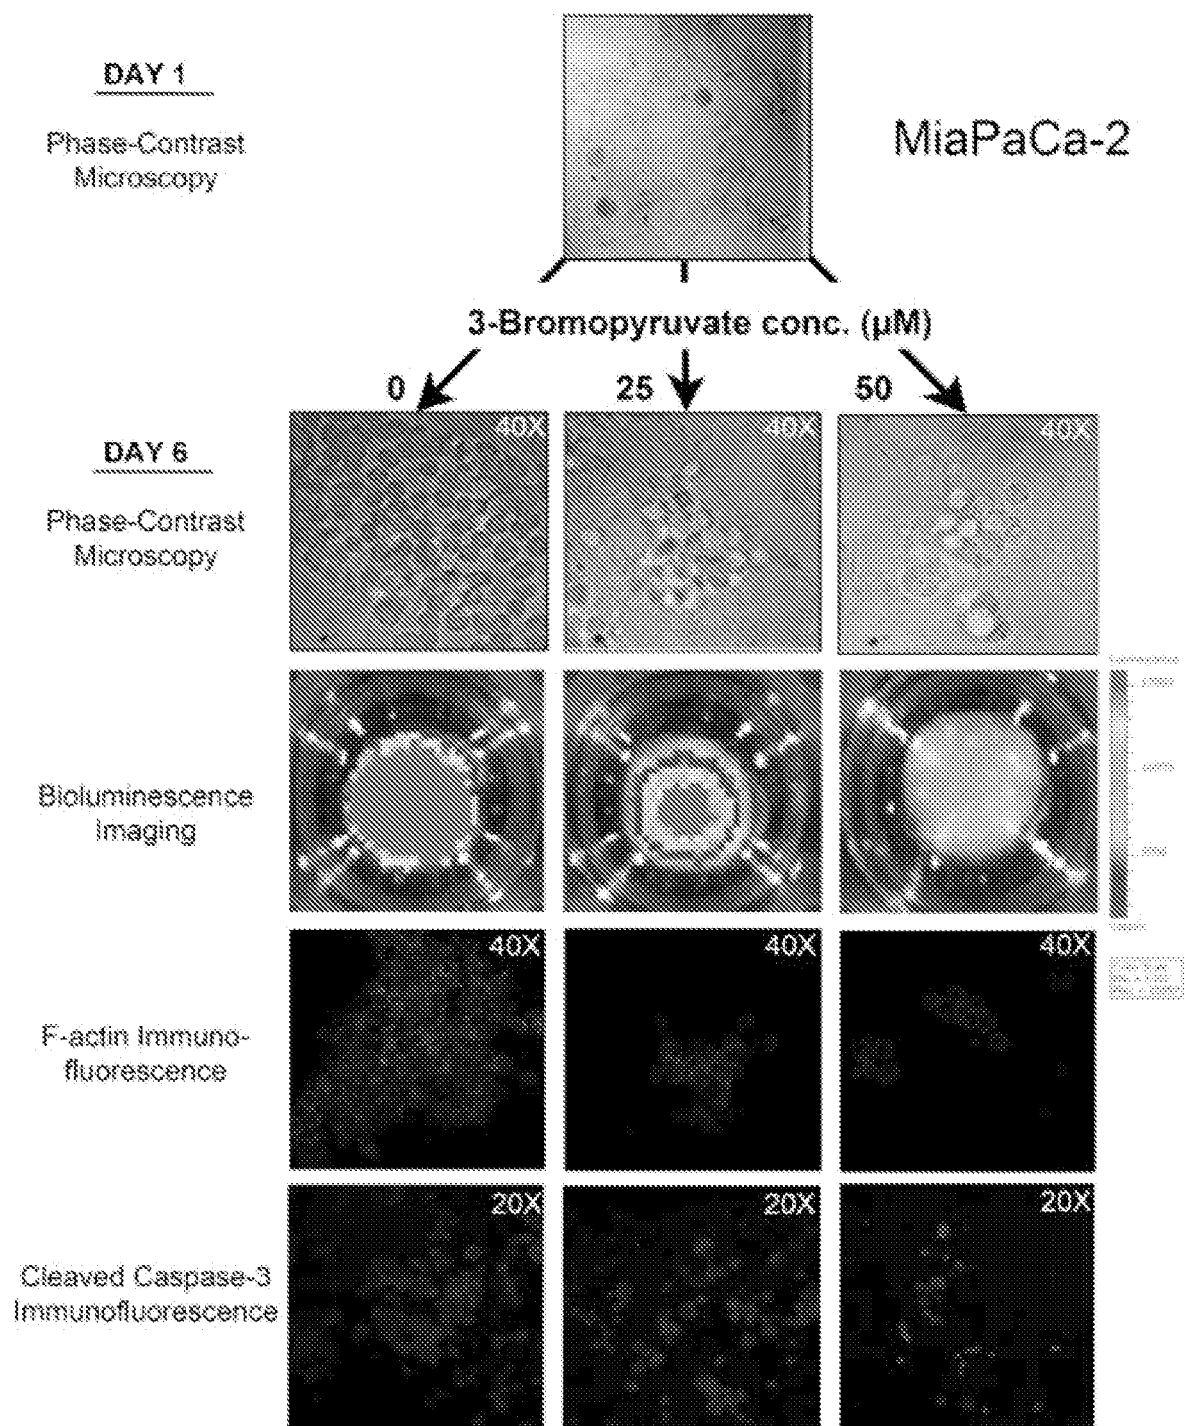 DAY 1
Phase-Contrast
Microscopy
MiaPaCa-2
3-Bromopyruvate conc. (µM)
0
25
50
DAY 6
Phase-Contrast
Microscopy
40X
40X
40X
Bioluminescence
Imaging
F-actin Immuno-
fluorescence
40X
40X
40X
Cleaved Caspase-3
Immunofluorescence
20X
20X
20X